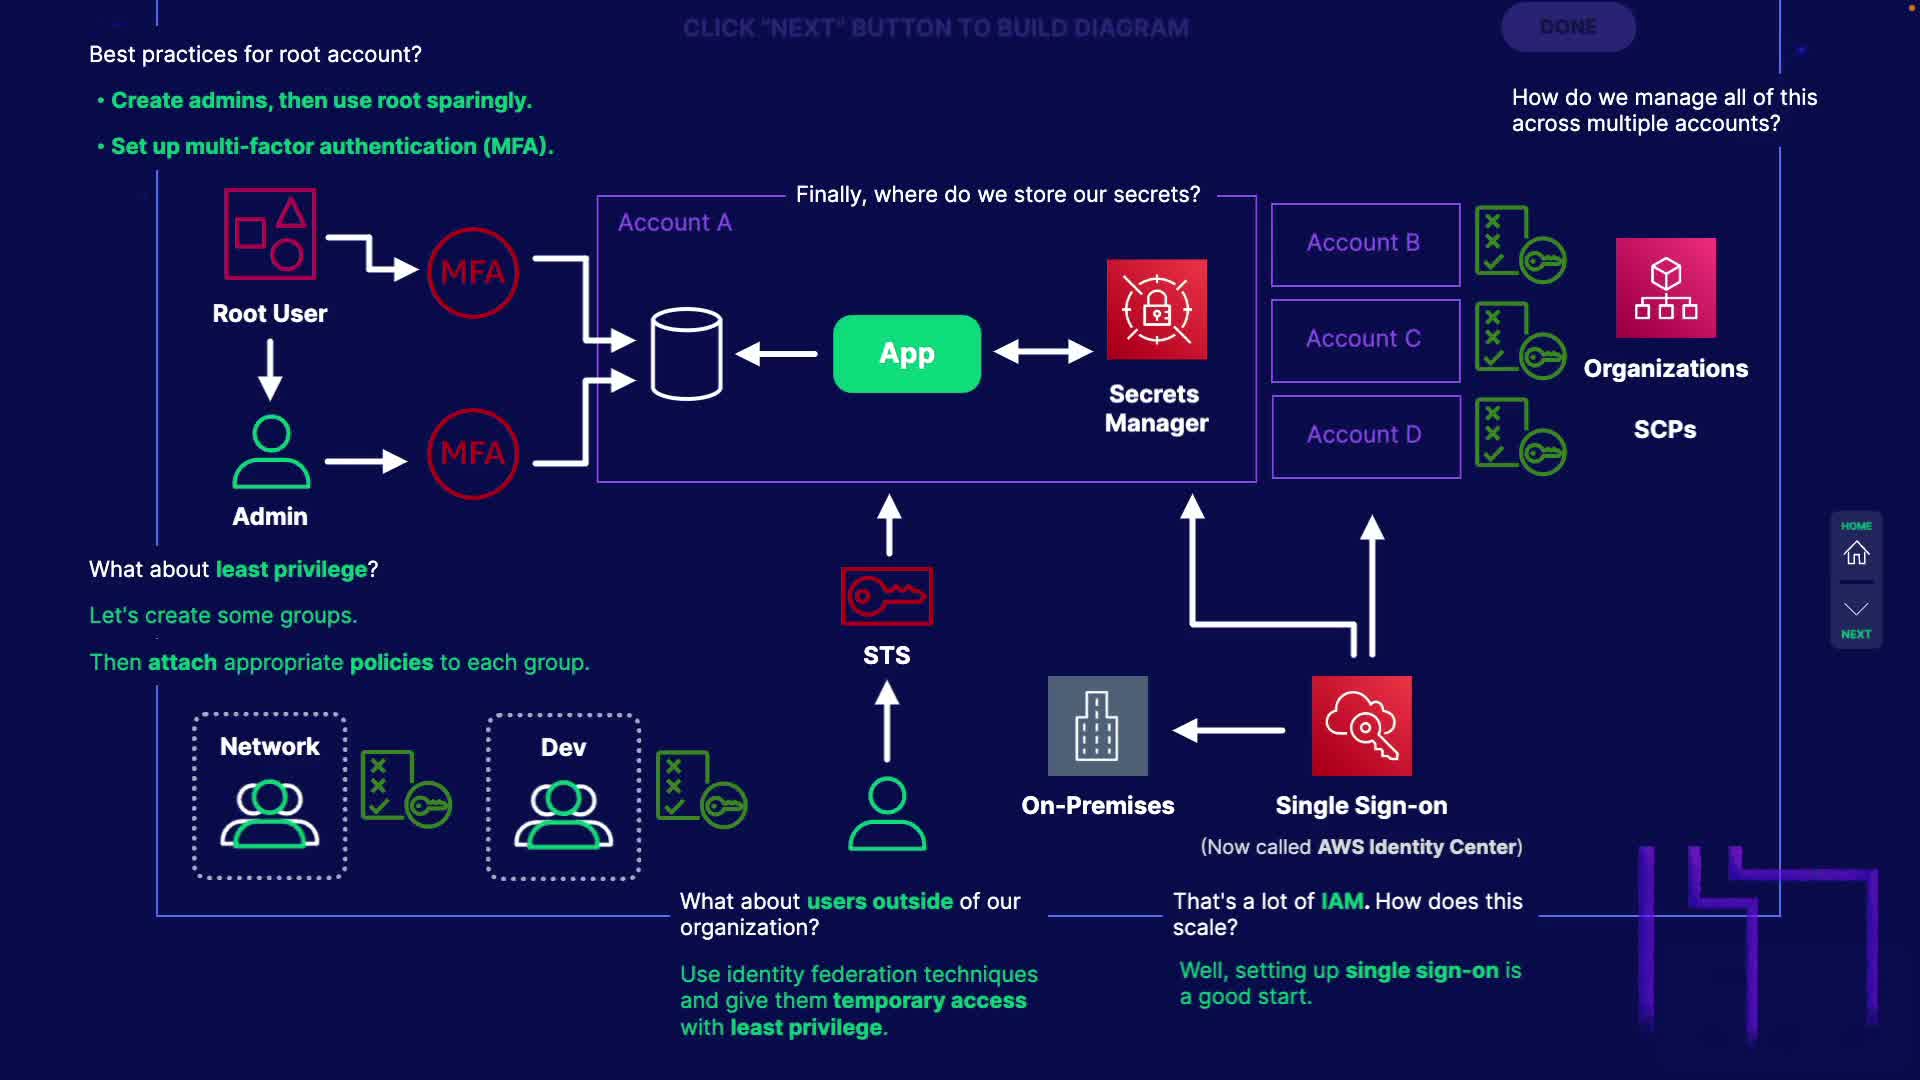 CLICK "NEXT" BUTTON TO BUILD DIAGRAM
DONE
Best practices for root account?
• Create admins, then use root sparingly.
• Set up multi-factor authentication (MFA).
How do we manage all of this
across multiple accounts?
Finally, where do we store our secrets?
Account A
Root User
MFA
App
Secrets
Manager
Account B
Account C
Account D
Organizations
SCPs
Admin
MFA
What about least privilege?
Let's create some groups.
Then attach appropriate policies to each group.
Network
Dev
STS
On-Premises
Single Sign-on
(Now called AWS Identity Center)
What about users outside of our
organization?
Use identity federation techniques
and give them temporary access
with least privilege.
That's a lot of IAM. How does this
scale?
Well, setting up single sign-on is
a good start.
HOME
NEXT